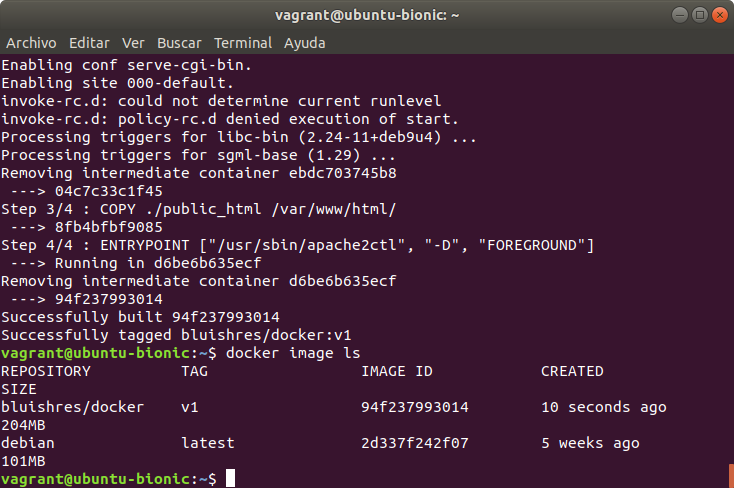 vagrant@ubuntu-bionic: ~
Archivo Editar Ver Buscar Terminal Ayuda
Enabling conf serve-cgi-bin.
Enabling site 000-default.
invoke-rc.d: could not determine current runlevel
invoke-rc.d: policy-rc.d denied execution of start.
Processing triggers for libc-bin (2.24-11+deb9u4) ...
Processing triggers for sgml-base (1.29) ...
Removing intermediate container ebdc703745b8
 ---> 04c7c33c1f45
Step 3/4 : COPY ./public_html /var/www/html/
 ---> 8fb4bfbf9085
Step 4/4 : ENTRYPOINT ["/usr/sbin/apache2ctl", "-D", "FOREGROUND"]
 ---> Running in d6be6b635ecf
Removing intermediate container d6be6b635ecf
 ---> 94f237993014
Successfully built 94f237993014
Successfully tagged bluishres/docker:v1
vagrant@ubuntu-bionic:~$ docker image ls
REPOSITORY          TAG                 IMAGE ID            CREATED
SIZE
bluishres/docker    v1                  94f237993014        10 seconds ago
204MB
debian              latest              2d337f242f07        5 weeks ago
101MB
vagrant@ubuntu-bionic:~$